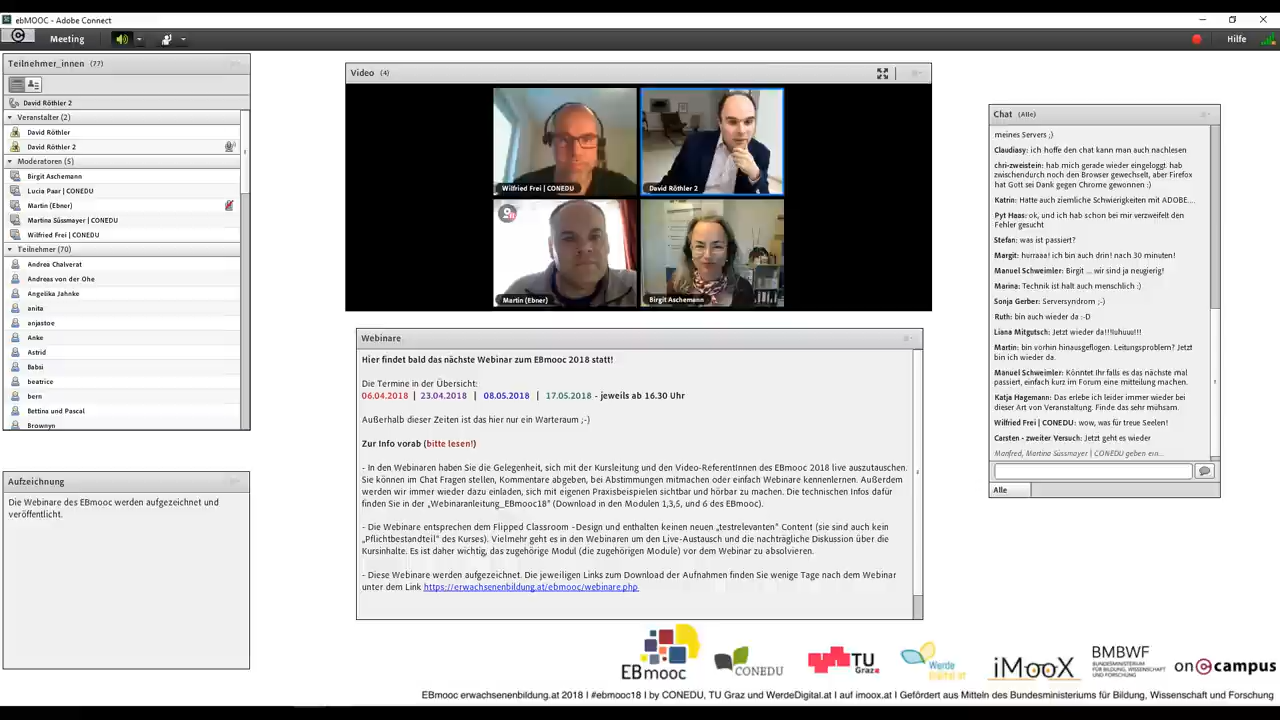 ebMOOC - Adobe Connect
Meeting
Hilfe
Teilnehmer_innen (77)
David Röthler 2
Veranstalter (2)
David Röthler
David Röthler 2
Moderatoren (5)
Birgit Aschemann
Lucia Paar | CONEDU
Martin (Ebner)
Martina Süssmayer | CONEDU
Wilfried Frei | CONEDU
Teilnehmer (70)
Andrea Chalverat
Andreas von der Ohe
Angelika Jahnke
anita
anjastoe
Anke
Astrid
Babsi
beatrice
bern
Bettina und Pascal
Brownyn
Aufzeichnung
Die Webinare des EBmooc werden aufgezeichnet und
veröffentlicht.
Video (4)
Wilfried Frei | CONEDU
David Röthler 2
Martin (Ebner)
Birgit Aschemann
Webinare
Hier findet bald das nächste Webinar zum EBmooc 2018 statt!
Die Termine in der Übersicht:
06.04.2018 | 23.04.2018 | 08.05.2018 | 17.05.2018 - jeweils ab 16.30 Uhr
Außerhalb dieser Zeiten ist das hier nur ein Warteraum ;-)
Zur Info vorab (bitte lesen!)
- In den Webinaren haben Sie die Gelegenheit, sich mit der Kursleitung und den Video-ReferentInnen des EBmooc 2018 live auszutauschen.
Sie können im Chat Fragen stellen, Kommentare abgeben, bei Abstimmungen mitmachen oder einfach Webinare kennenlernen. Außerdem
werden wir immer wieder dazu einladen, sich mit eigenen Praxisbeispielen sichtbar und hörbar zu machen. Die technischen Infos dafür
finden Sie in der „Webinaranleitung_EBmooc18" (Download in den Modulen 1,3,5, und 6 des EBmooc).
- Die Webinare entsprechen dem Flipped Classroom -Design und enthalten keinen neuen „testrelevanten" Content (sie sind auch kein
„Pflichtbestandteil" des Kurses). Vielmehr geht es in den Webinaren um den Live-Austausch und die nachträgliche Diskussion über die
Kursinhalte. Es ist daher wichtig, das zugehörige Modul (die zugehörigen Module) vor dem Webinar zu absolvieren.
- Diese Webinare werden aufgezeichnet. Die jeweiligen Links zum Download der Aufnahmen finden Sie wenige Tage nach dem Webinar
unter dem Link https://erwachsenenbildung.at/ebmooc/webinare.php
Chat (Alle)
meines Servers ;)
Claudiasy: ich hoffe den chat kann man auch nachlesen
chri-zweistein: hab mich gerade wieder eingeloggt. hab
zwischendurch noch den Browser gewechselt, aber Firefox
hat Gott sei Dank gegen Chrome gewonnen :)
Katrin: Hatte auch ziemliche Schwierigkeiten mit ADOBE....
Pyt Haas: ok, und ich hab schon bei mir verzweifelt den
Fehler gesucht
Stefan: was ist passiert?
Margit: hurraaa! ich bin auch drin! nach 30 minuten!
Manuel Schweimler: Birgit ... wir sind ja neugierig!
Marina: Technik ist halt auch menschlich :)
Sonja Gerber: Serversyndrom ;-)
Ruth: bin auch wieder da :-D
Liana Mitgutsch: Jetzt wieder da!!!Juhuuu!!!
Martin: bin vorhin hinausgeflogen. Leitungsproblem? Jetzt
bin ich wieder da.
Manuel Schweimler: Könntet Ihr falls es das nächste mal
passiert, einfach kurz im Forum eine mitteilung machen.
Katja Hagemann: Das erlebe ich leider immer wieder bei
dieser Art von Veranstaltung. Finde das sehr mühsam.
Wilfried Frei | CONEDU: wow, was für treue Seelen!
Carsten - zweiter Versuch: Jetzt geht es wieder
Manfred, Martina Süssmayer | CONEDU geben ein...
Alle
EBmooc
CONEDU
TU
Graz
Werde
Digital.at
iMooX
BMBWF
BUNDESMINISTERIUM
FÜR BILDUNG, WISSENSCHAFT
UND FORSCHUNG
on campus
EBmooc erwachsenenbildung.at 2018 I #ebmooc18 I by CONEDU, TU Graz und WerdeDigital.at I auf imoox.at I Gefördert aus Mitteln des Bundesministeriums für Bildung, Wissenschaft und Forschung